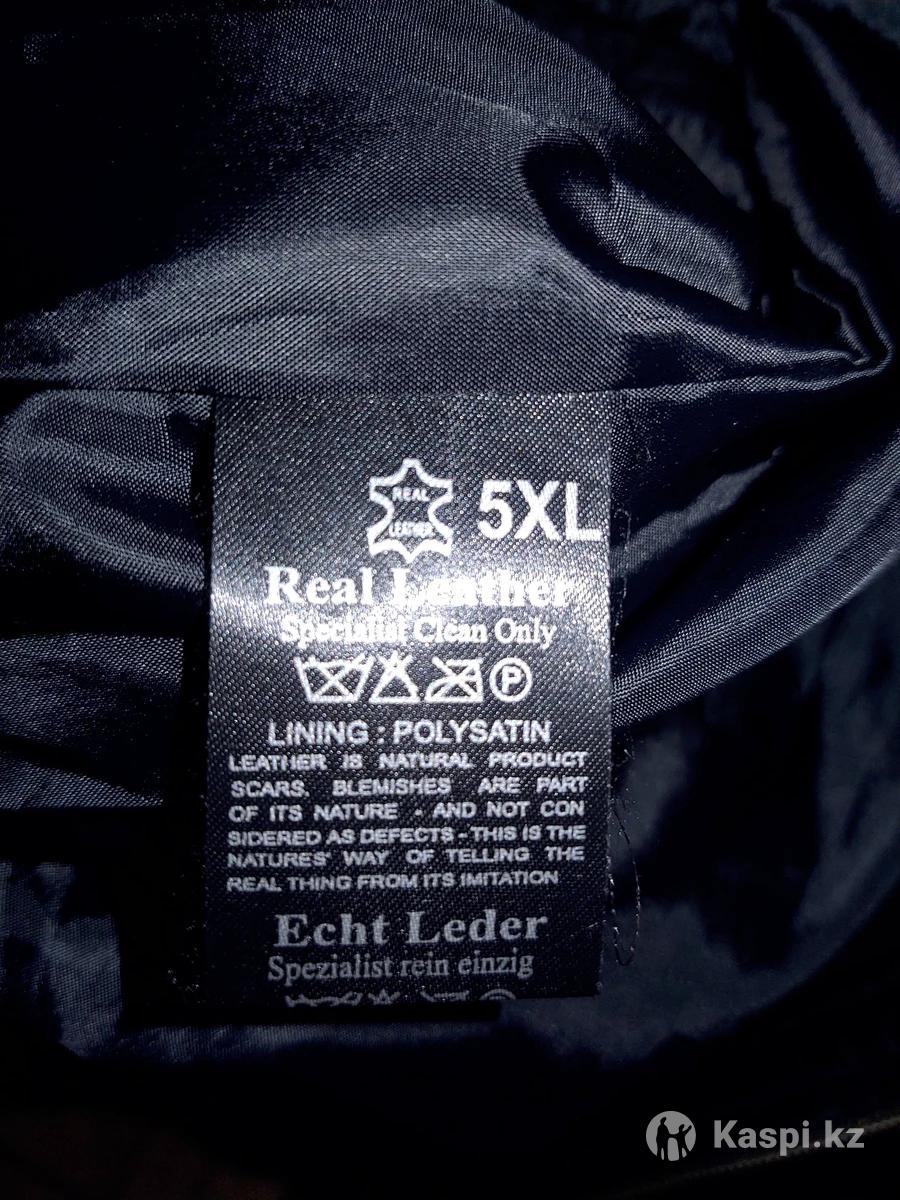 REAL
LEATHER
5XL
Real Leather
Specialist Clean Only
P
LINING : POLYSATIN
LEATHER IS NATURAL PRODUCT
SCARS. BLEMISHES ARE PART
OF ITS NATURE - AND NOT CON
SIDERED AS DEFECTS - THIS IS THE
NATURES' WAY OF TELLING THE
REAL THING FROM ITS IMITATION
Echt Leder
Spezialist rein einzig
Kaspi.kz